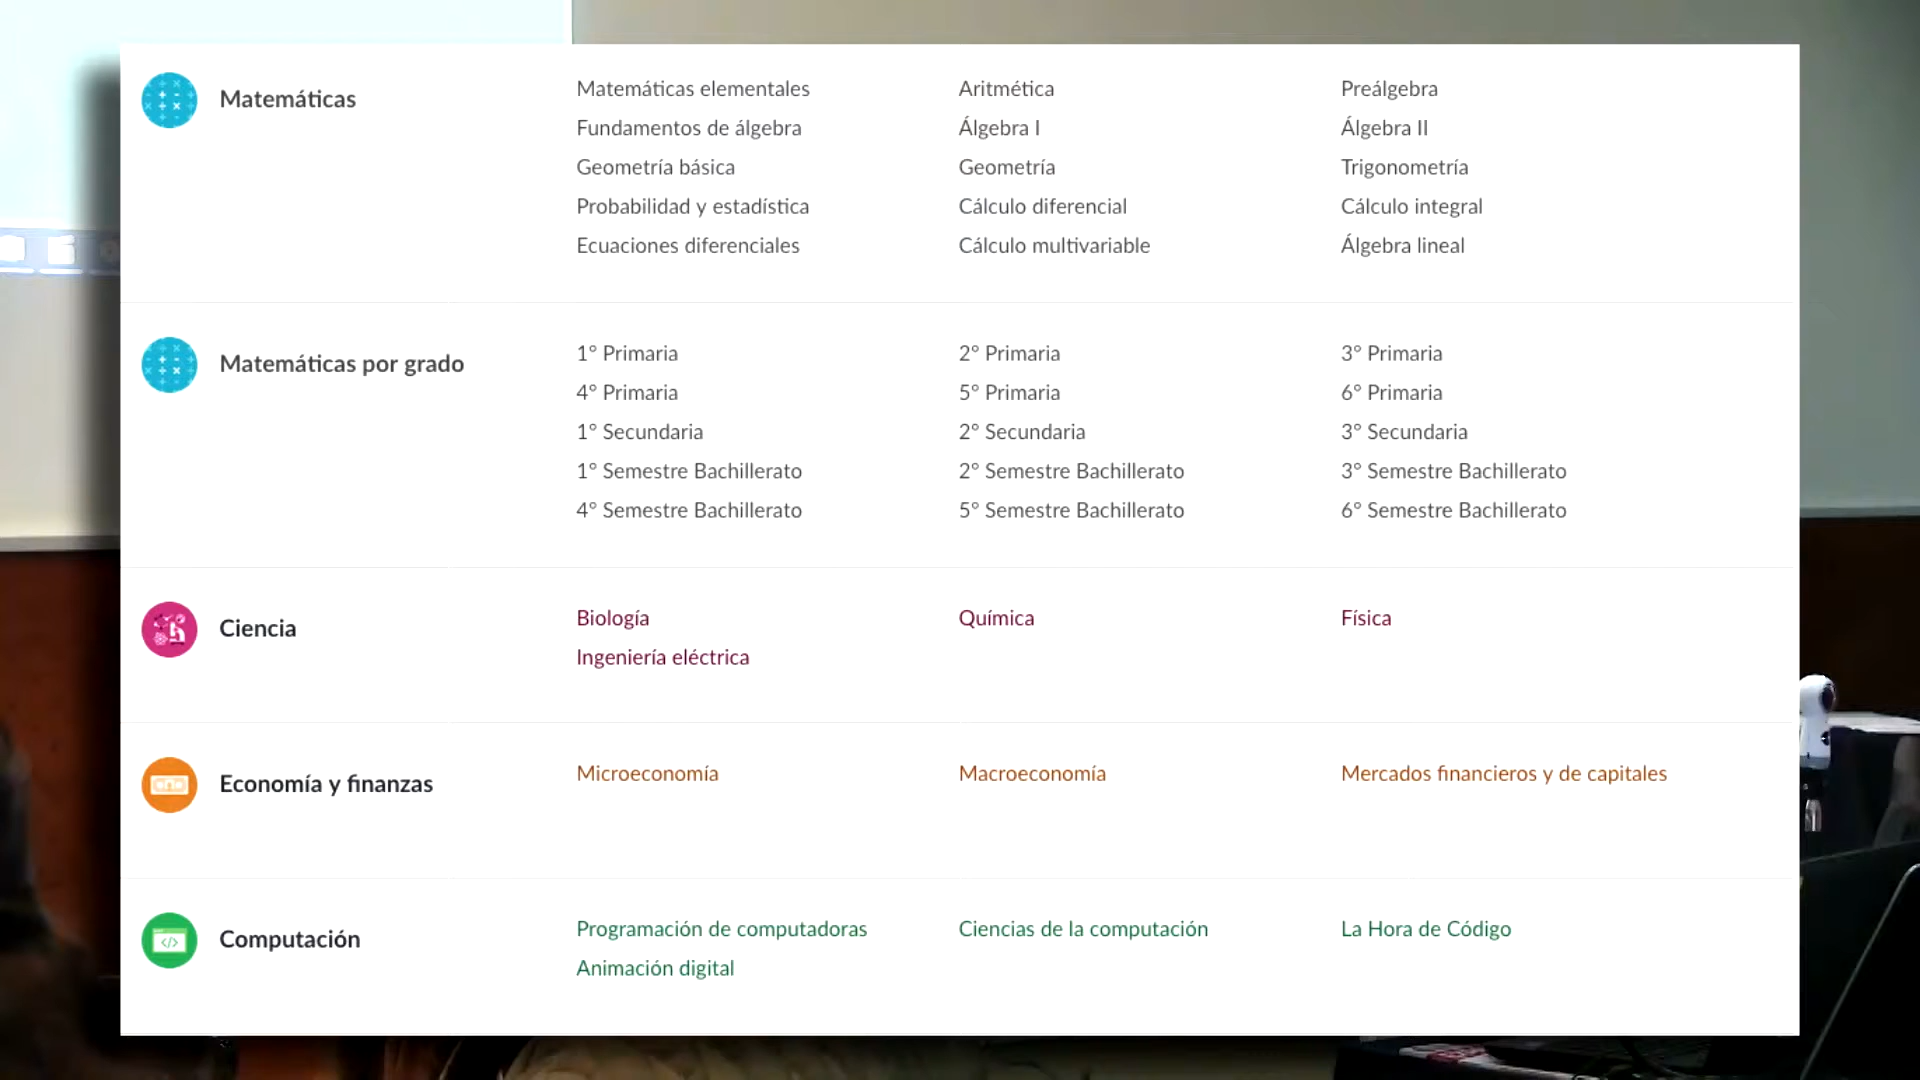 Matemáticas
Matemáticas elementales Aritmética Preálgebra
Fundamentos de álgebra Álgebra I Álgebra II
Geometría básica Geometría Trigonometría
Probabilidad y estadística Cálculo diferencial Cálculo integral
Ecuaciones diferenciales Cálculo multivariable Álgebra lineal
Matemáticas por grado
1° Primaria 2° Primaria 3° Primaria
4° Primaria 5° Primaria 6° Primaria
1° Secundaria 2° Secundaria 3° Secundaria
1° Semestre Bachillerato 2° Semestre Bachillerato 3° Semestre Bachillerato
4° Semestre Bachillerato 5° Semestre Bachillerato 6° Semestre Bachillerato
Ciencia
Biología Química Física
Ingeniería eléctrica
Economía y finanzas
Microeconomía Macroeconomía Mercados financieros y de capitales
Computación
Programación de computadoras Ciencias de la computación La Hora de Código
Animación digital